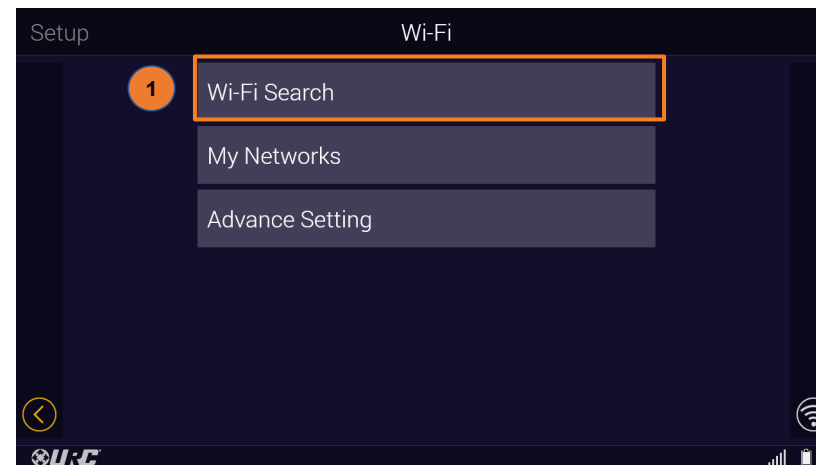 Setup
Wi-Fi
1
Wi-Fi Search
My Networks
Advance Setting
URC